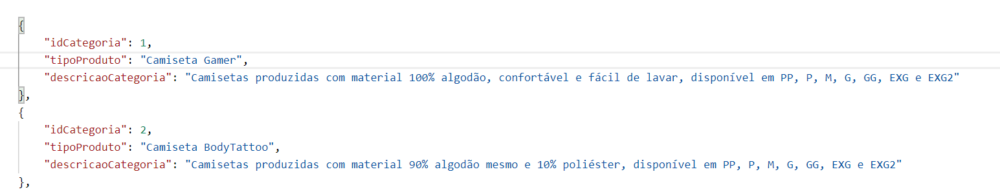 {
"idCategoria": 1,
"tipoProduto": "Camiseta Gamer",
"descricaoCategoria": "Camisetas produzidas com material 100% algodão, confortável e fácil de lavar, disponível em PP, P, M, G, GG, EXG e EXG2"
},
{
"idCategoria": 2,
"tipoProduto": "Camiseta BodyTattoo",
"descricaoCategoria": "Camisetas produzidas com material 90% algodão mesmo e 10% poliéster, disponível em PP, P, M, G, GG, EXG e EXG2"
},